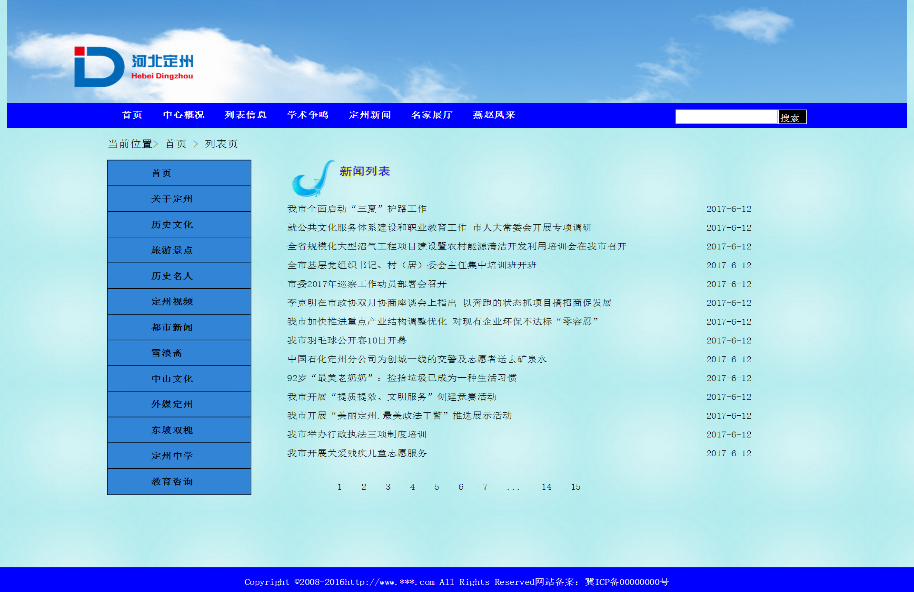 河北定州
Hebei Dingzhou
首页 中心概况 列表信息 学术争鸣 定州新闻 名家展厅 燕赵风采 搜索
当前位置> 首页 > 列表页
首页
关于定州
历史文化
旅游景点
历史名人
定州视频
都市新闻
雪浪斋
中山文化
外媒定州
东坡双槐
定州中学
教育咨询
新闻列表
我市全面启动“三夏”护路工作 2017-6-12
就公共文化服务体系建设和职业教育工作 市人大常委会开展专项调研 2017-6-12
全省规模化大型沼气工程项目建设暨农村能源清洁开发利用培训会在我市召开 2017-6-12
全市基层党组织书记、村（居）委会主任集中培训班开班 2017-6-12
市委2017年巡察工作动员部署会召开 2017-6-12
李京明在市政协双月协商座谈会上指出 以奔跑的状态抓项目搞招商促发展 2017-6-12
我市加快推进重点产业结构调整优化 对现有企业环保不达标“零容忍” 2017-6-12
我市羽毛球公开赛10日开幕 2017-6-12
中国石化定州分公司为创城一线的交警及志愿者送去矿泉水 2017-6-12
92岁“最美老奶奶”：捡拾垃圾已成为一种生活习惯 2017-6-12
我市开展“提质提效、文明服务”创建竞赛活动 2017-6-12
我市开展“美丽定州.最美政法干警”推选展示活动 2017-6-12
我市举办行政执法三项制度培训 2017-6-12
我市开展关爱残疾儿童志愿服务 2017-6-12
1 2 3 4 5 6 7 ... 14 15
Copyright ©2008-2016http://www.***.com All Rights Reserved网站备案：冀ICP备00000000号